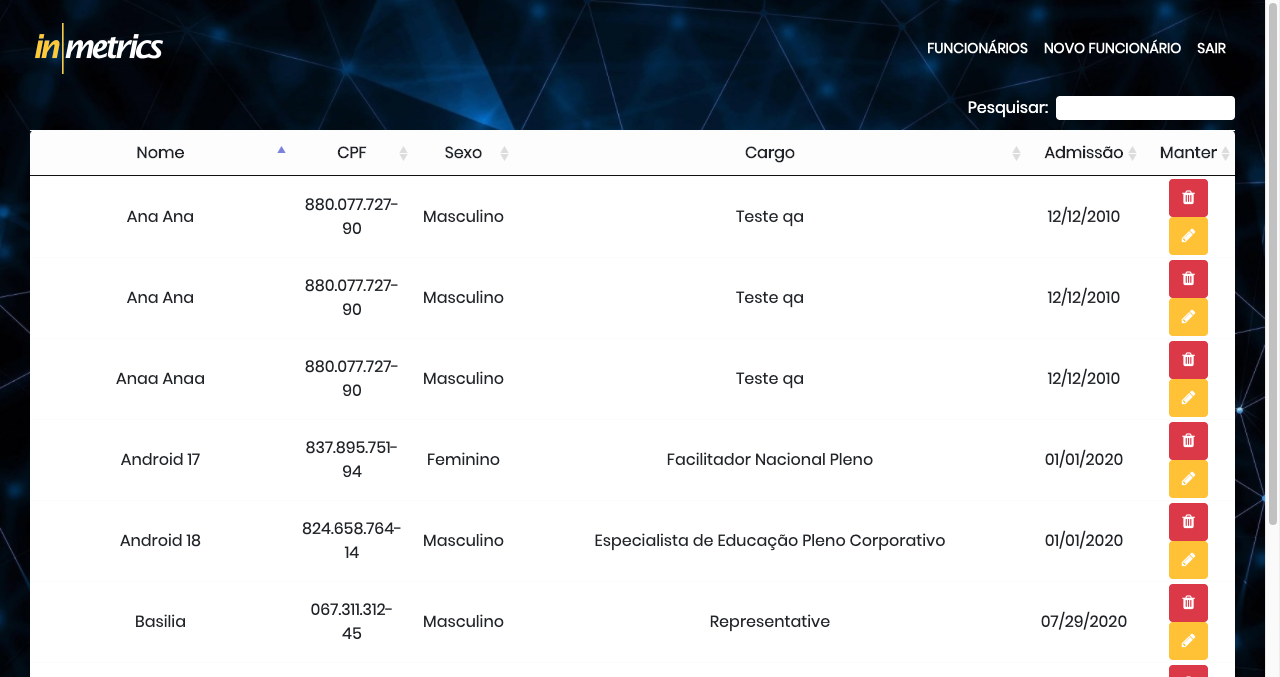 in|metrics
FUNCIONÁRIOS NOVO FUNCIONÁRIO SAIR
Pesquisar:
Nome CPF Sexo Cargo Admissão Manter
Ana Ana 880.077.727-90 Masculino Teste qa 12/12/2010
Ana Ana 880.077.727-90 Masculino Teste qa 12/12/2010
Anaa Anaa 880.077.727-90 Masculino Teste qa 12/12/2010
Android 17 837.895.751-94 Feminino Facilitador Nacional Pleno 01/01/2020
Android 18 824.658.764-14 Masculino Especialista de Educação Pleno Corporativo 01/01/2020
Basilia 067.311.312-45 Masculino Representative 07/29/2020